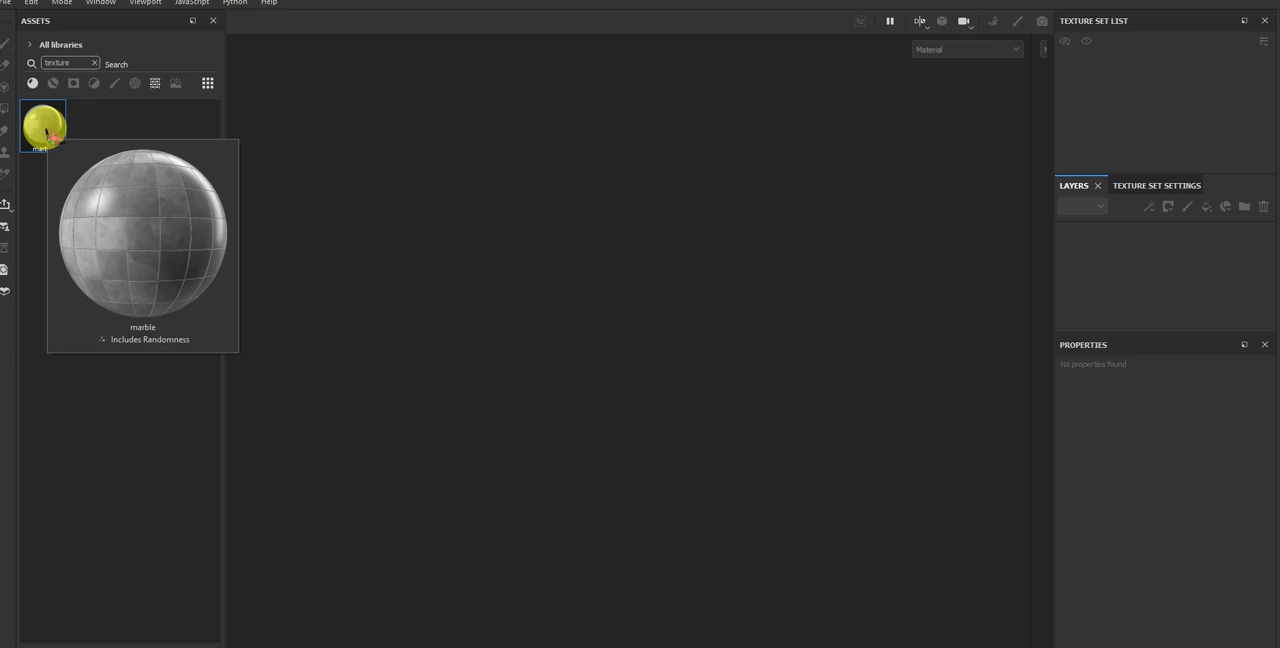 File Edit Mode Window Viewport JavaScript Python Help
ASSETS
All libraries
texture Search
marb
marble
Includes Randomness
Material
TEXTURE SET LIST
LAYERS TEXTURE SET SETTINGS
PROPERTIES
No properties found